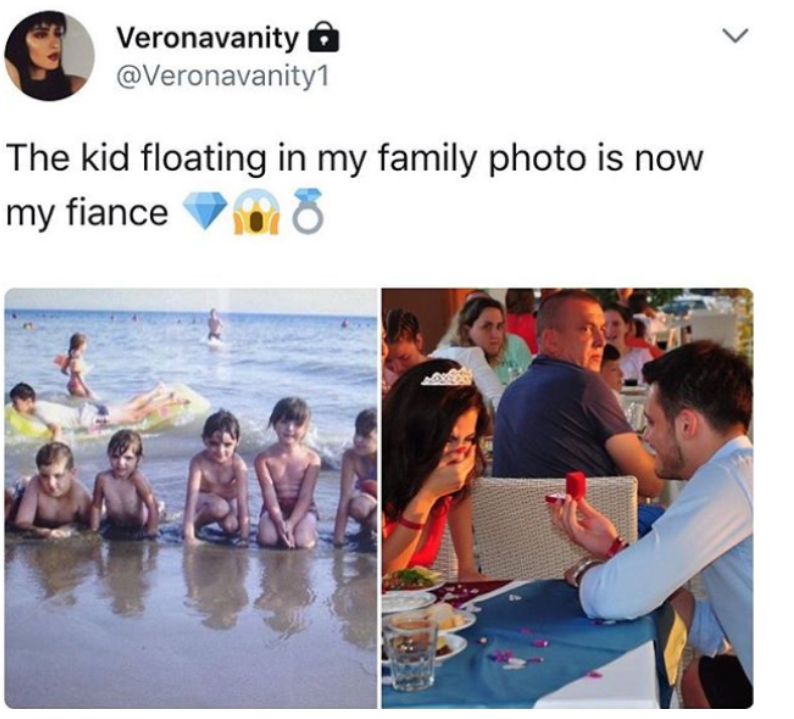 Veronavanity
@Veronavanity1
The kid floating in my family photo is now
my fiance 💎😱💍